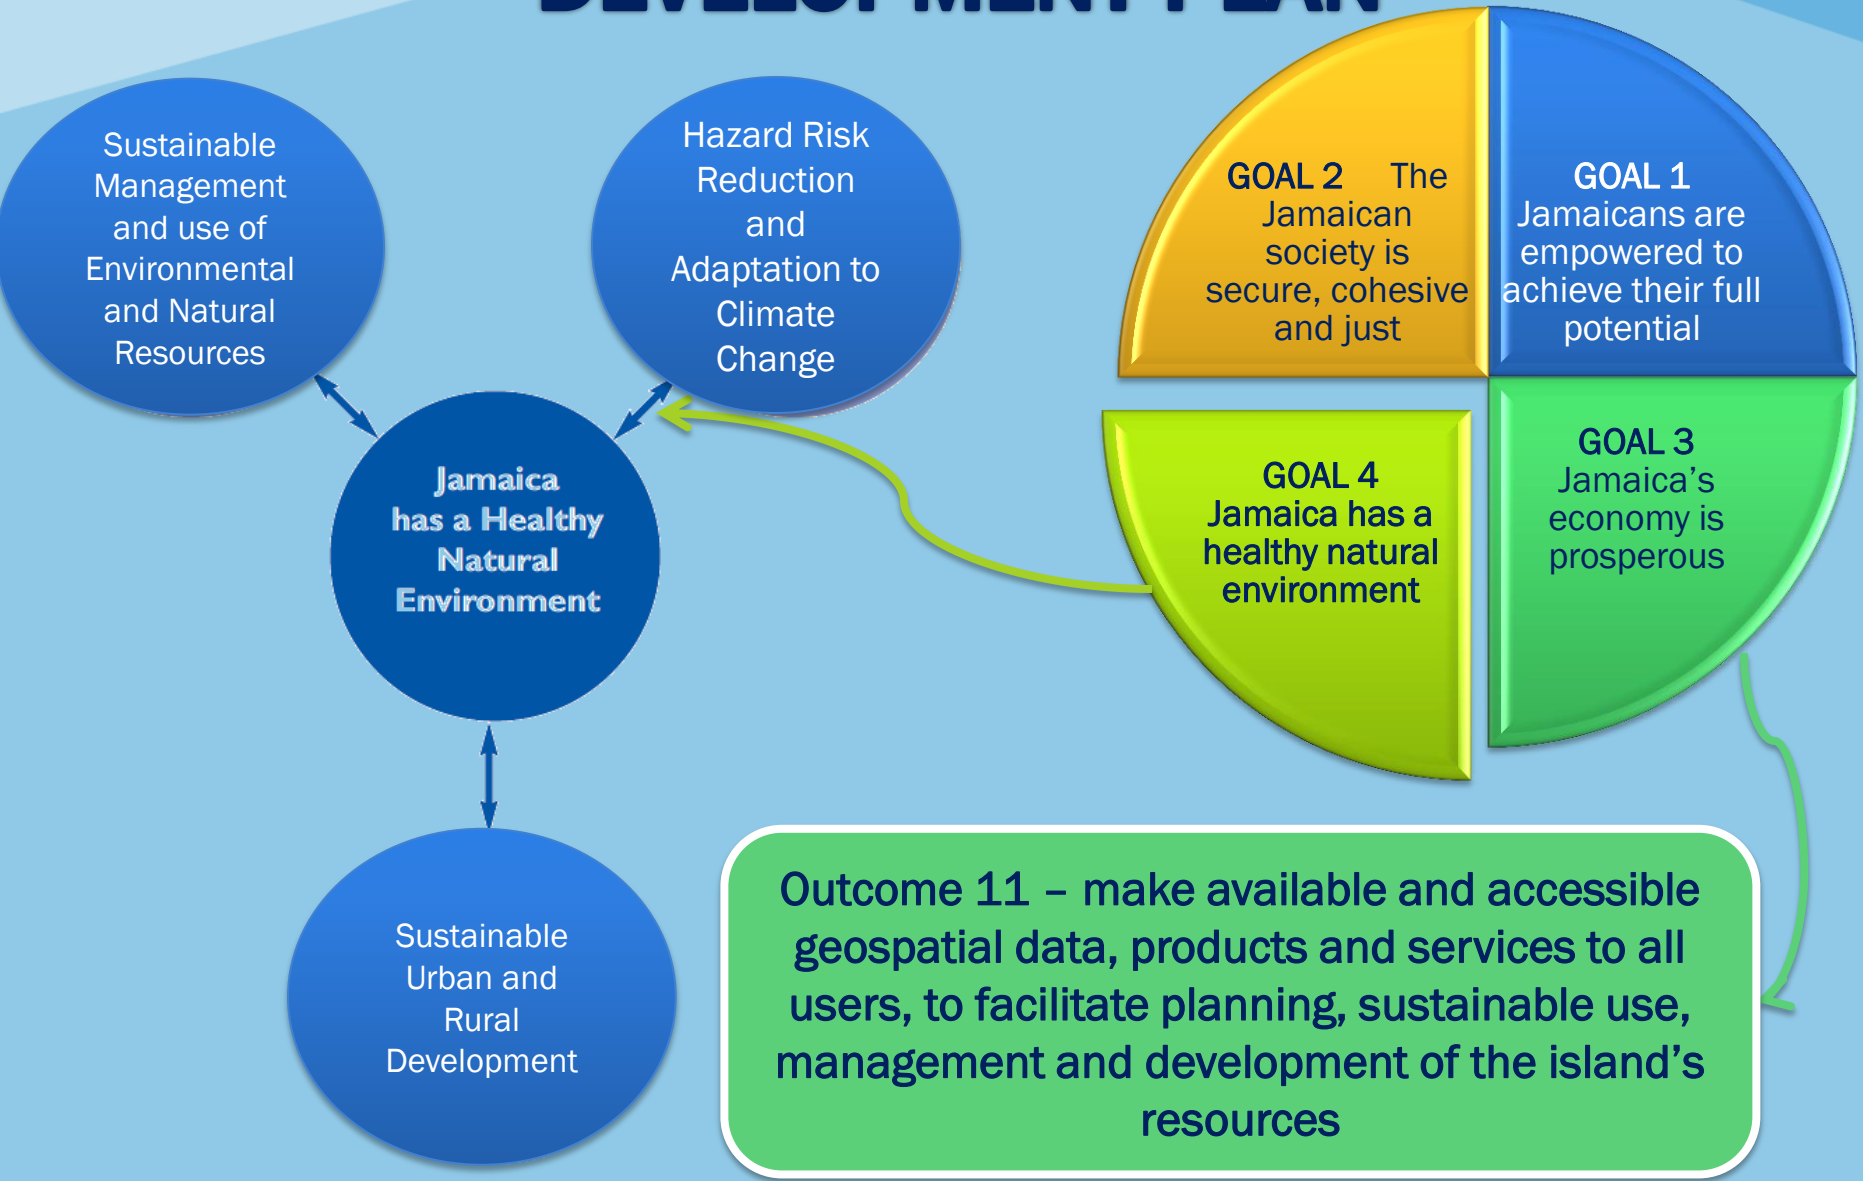 DEVELOPMENT PLAN
Sustainable
Management
and use of
Environmental
and Natural
Resources
Hazard Risk
Reduction
and
Adaptation to
Climate
Change
Jamaica
has a Healthy
Natural
Environment
Sustainable
Urban and
Rural
Development
GOAL 2 The
Jamaican
society is
secure, cohesive
and just
GOAL 1
Jamaicans are
empowered to
achieve their full
potential
GOAL 4
Jamaica has a
healthy natural
environment
GOAL 3
Jamaica’s
economy is
prosperous
Outcome 11 – make available and accessible
geospatial data, products and services to all
users, to facilitate planning, sustainable use,
management and development of the island’s
resources